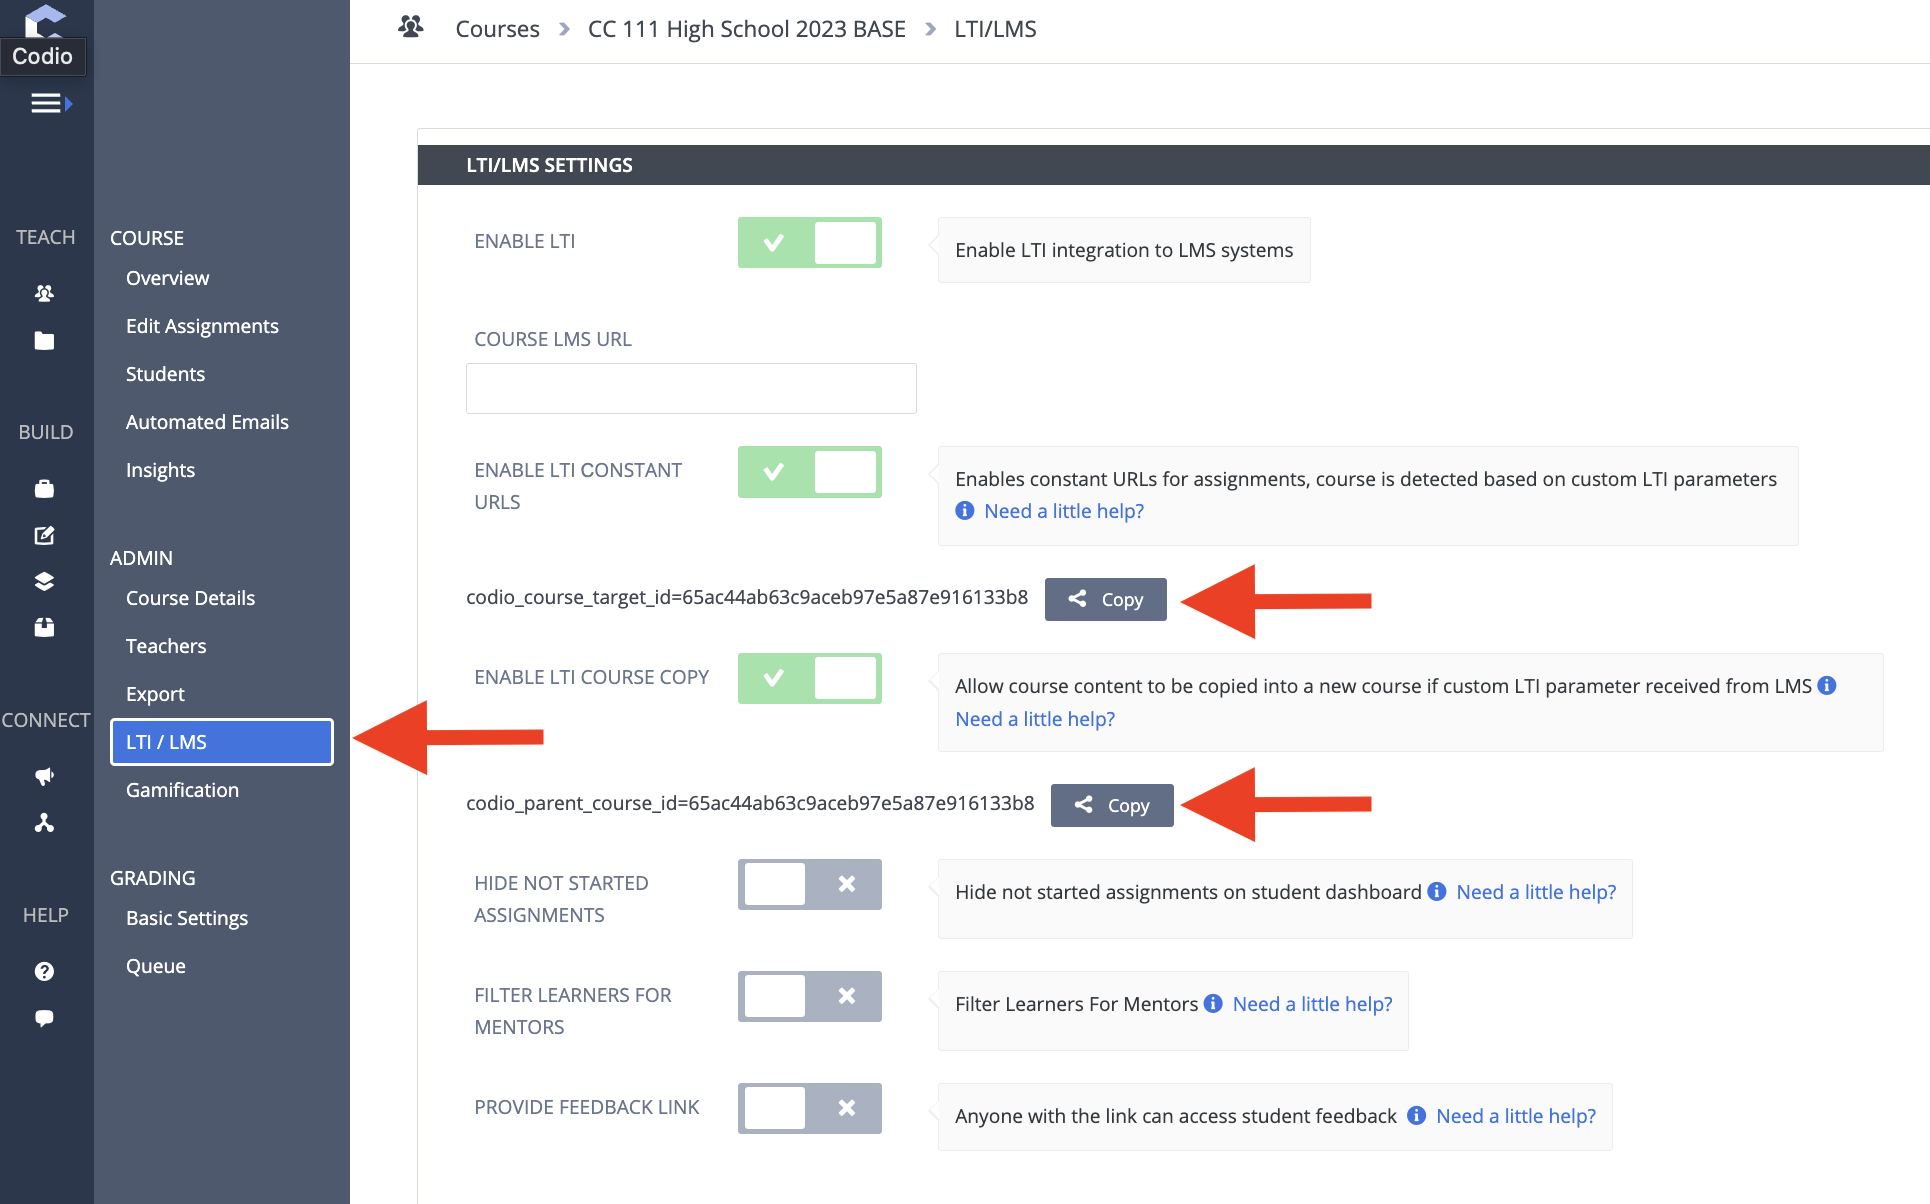 Codio
Courses > CC 111 High School 2023 BASE > LTI/LMS
TEACH
BUILD
CONNECT
HELP
COURSE
Overview
Edit Assignments
Students
Automated Emails
Insights
ADMIN
Course Details
Teachers
Export
LTI / LMS
Gamification
GRADING
Basic Settings
Queue
LTI/LMS SETTINGS
ENABLE LTI
Enable LTI integration to LMS systems
COURSE LMS URL
ENABLE LTI CONSTANT
URLS
Enables constant URLs for assignments, course is detected based on custom LTI parameters
Need a little help?
codio_course_target_id=65ac44ab63c9aceb97e5a87e916133b8
Copy
ENABLE LTI COURSE COPY
Allow course content to be copied into a new course if custom LTI parameter received from LMS
Need a little help?
codio_parent_course_id=65ac44ab63c9aceb97e5a87e916133b8
Copy
HIDE NOT STARTED
ASSIGNMENTS
Hide not started assignments on student dashboard Need a little help?
FILTER LEARNERS FOR
MENTORS
Filter Learners For Mentors Need a little help?
PROVIDE FEEDBACK LINK
Anyone with the link can access student feedback Need a little help?